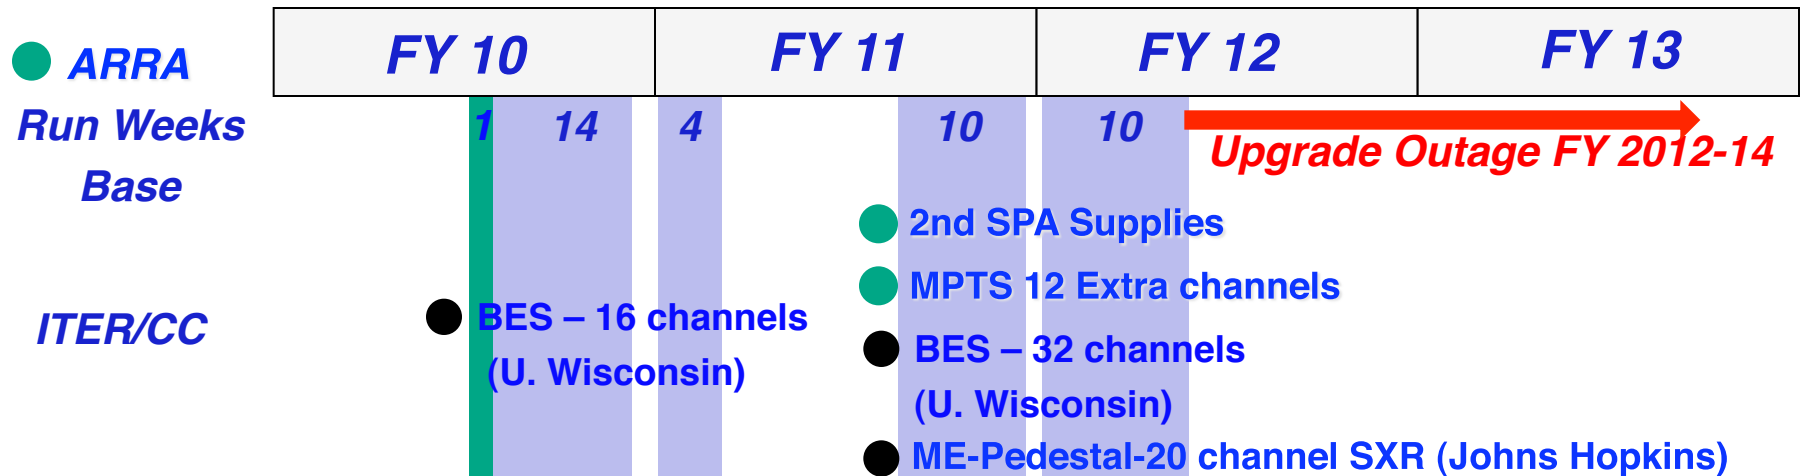 FY 10 FY 11 FY 12 FY 13
ARRA
Run Weeks 1 14 4 10 10
Upgrade Outage FY 2012-14
Base
2nd SPA Supplies
MPTS 12 Extra channels
ITER/CC
BES – 16 channels
(U. Wisconsin)
BES – 32 channels
(U. Wisconsin)
ME-Pedestal-20 channel SXR (Johns Hopkins)